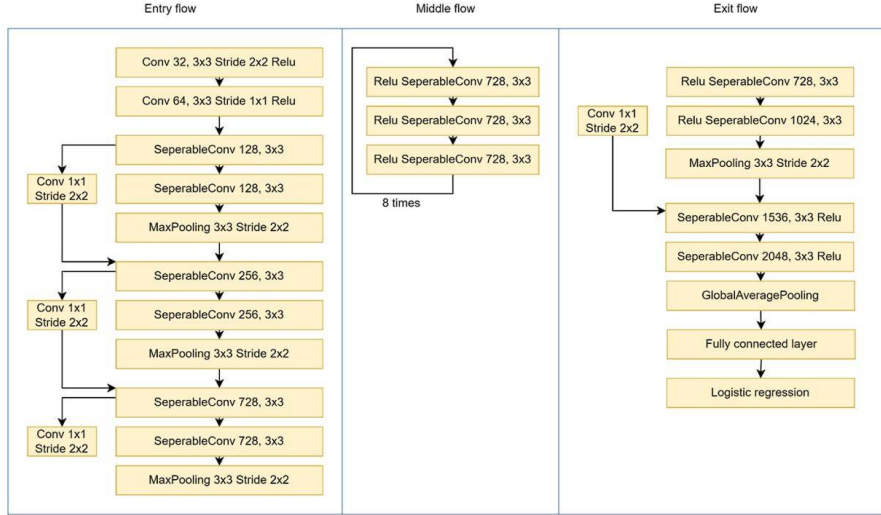 Entry flow
Conv 32, 3x3 Stride 2x2 Relu
Conv 64, 3x3 Stride 1x1 Relu
SeperableConv 128, 3x3
Conv 1x1
Stride 2x2
SeperableConv 128, 3x3
MaxPooling 3x3 Stride 2x2
SeperableConv 256, 3x3
Conv 1x1
Stride 2x2
SeperableConv 256, 3x3
MaxPooling 3x3 Stride 2x2
SeperableConv 728, 3x3
Conv 1x1
Stride 2x2
SeperableConv 728, 3x3
MaxPooling 3x3 Stride 2x2
Middle flow
Relu SeperableConv 728, 3x3
Relu SeperableConv 728, 3x3
Relu SeperableConv 728, 3x3
8 times
Exit flow
Relu SeperableConv 728, 3x3
Conv 1x1
Stride 2x2
Relu SeperableConv 1024, 3x3
MaxPooling 3x3 Stride 2x2
SeperableConv 1536, 3x3 Relu
SeperableConv 2048, 3x3 Relu
GlobalAveragePooling
Fully connected layer
Logistic regression